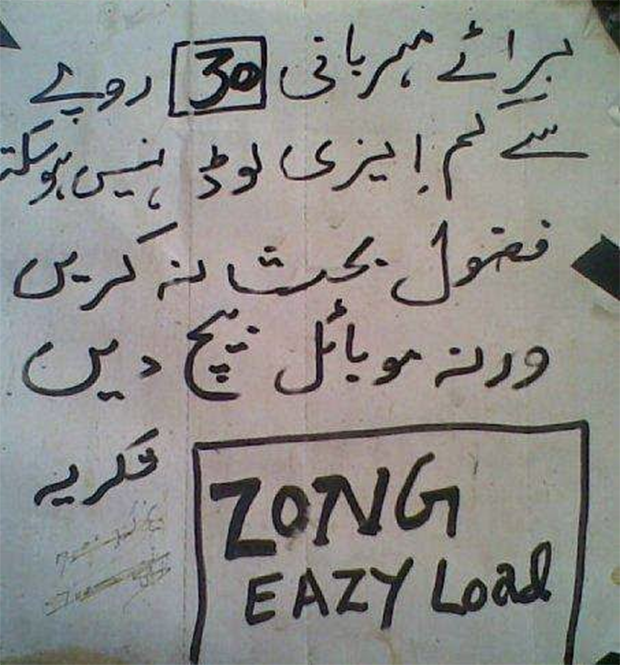 برائے مہربانی 30 روپے
سے کم ایزی لوڈ نہیں ہو سکتا
فضول بحث نہ کریں
ورنہ موبائل بیچ دیں
شکریہ
ZONG
EAZY Load